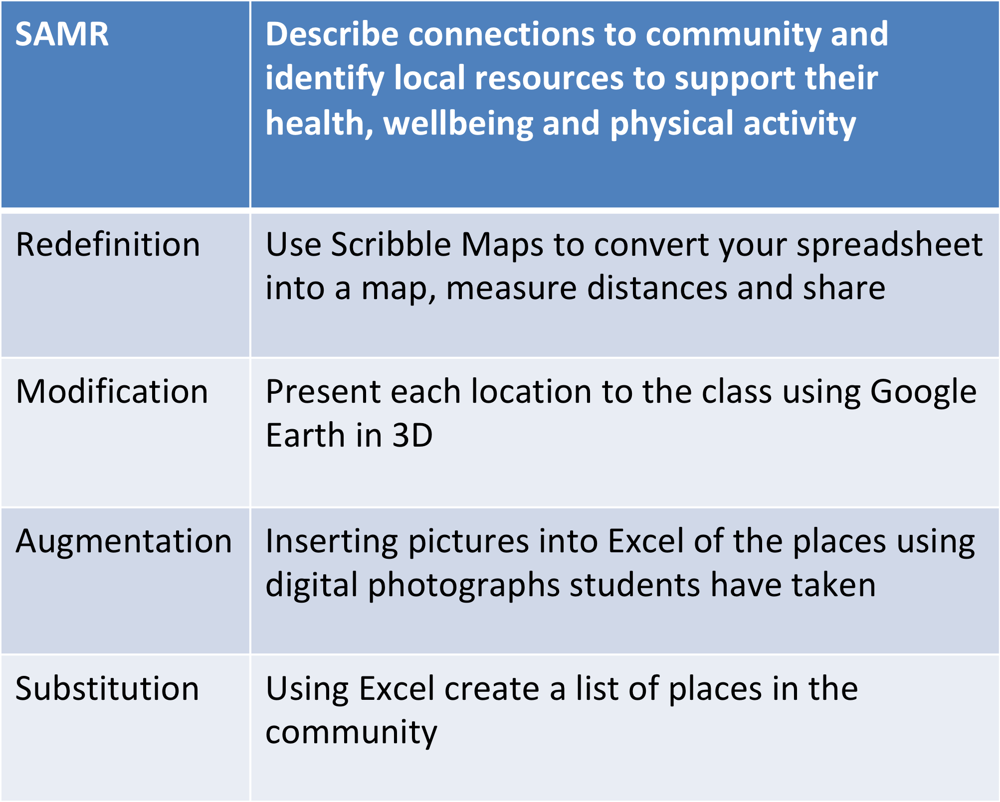 SAMR
Describe connections to community and
identify local resources to support their
health, wellbeing and physical activity
Redefinition
Use Scribble Maps to convert your spreadsheet
into a map, measure distances and share
Modification
Present each location to the class using Google
Earth in 3D
Augmentation
Inserting pictures into Excel of the places using
digital photographs students have taken
Substitution
Using Excel create a list of places in the
community